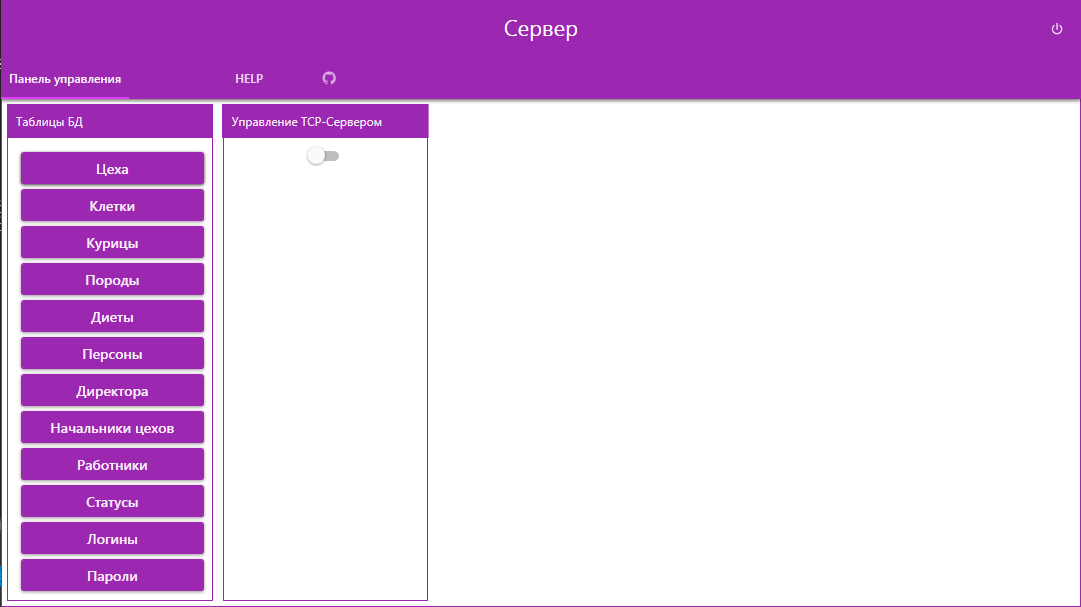 Сервер
Панель управления
HELP
Таблицы БД
Цеха
Клетки
Курицы
Породы
Диеты
Персоны
Директора
Начальники цехов
Работники
Статусы
Логины
Пароли
Управление TCP-Сервером